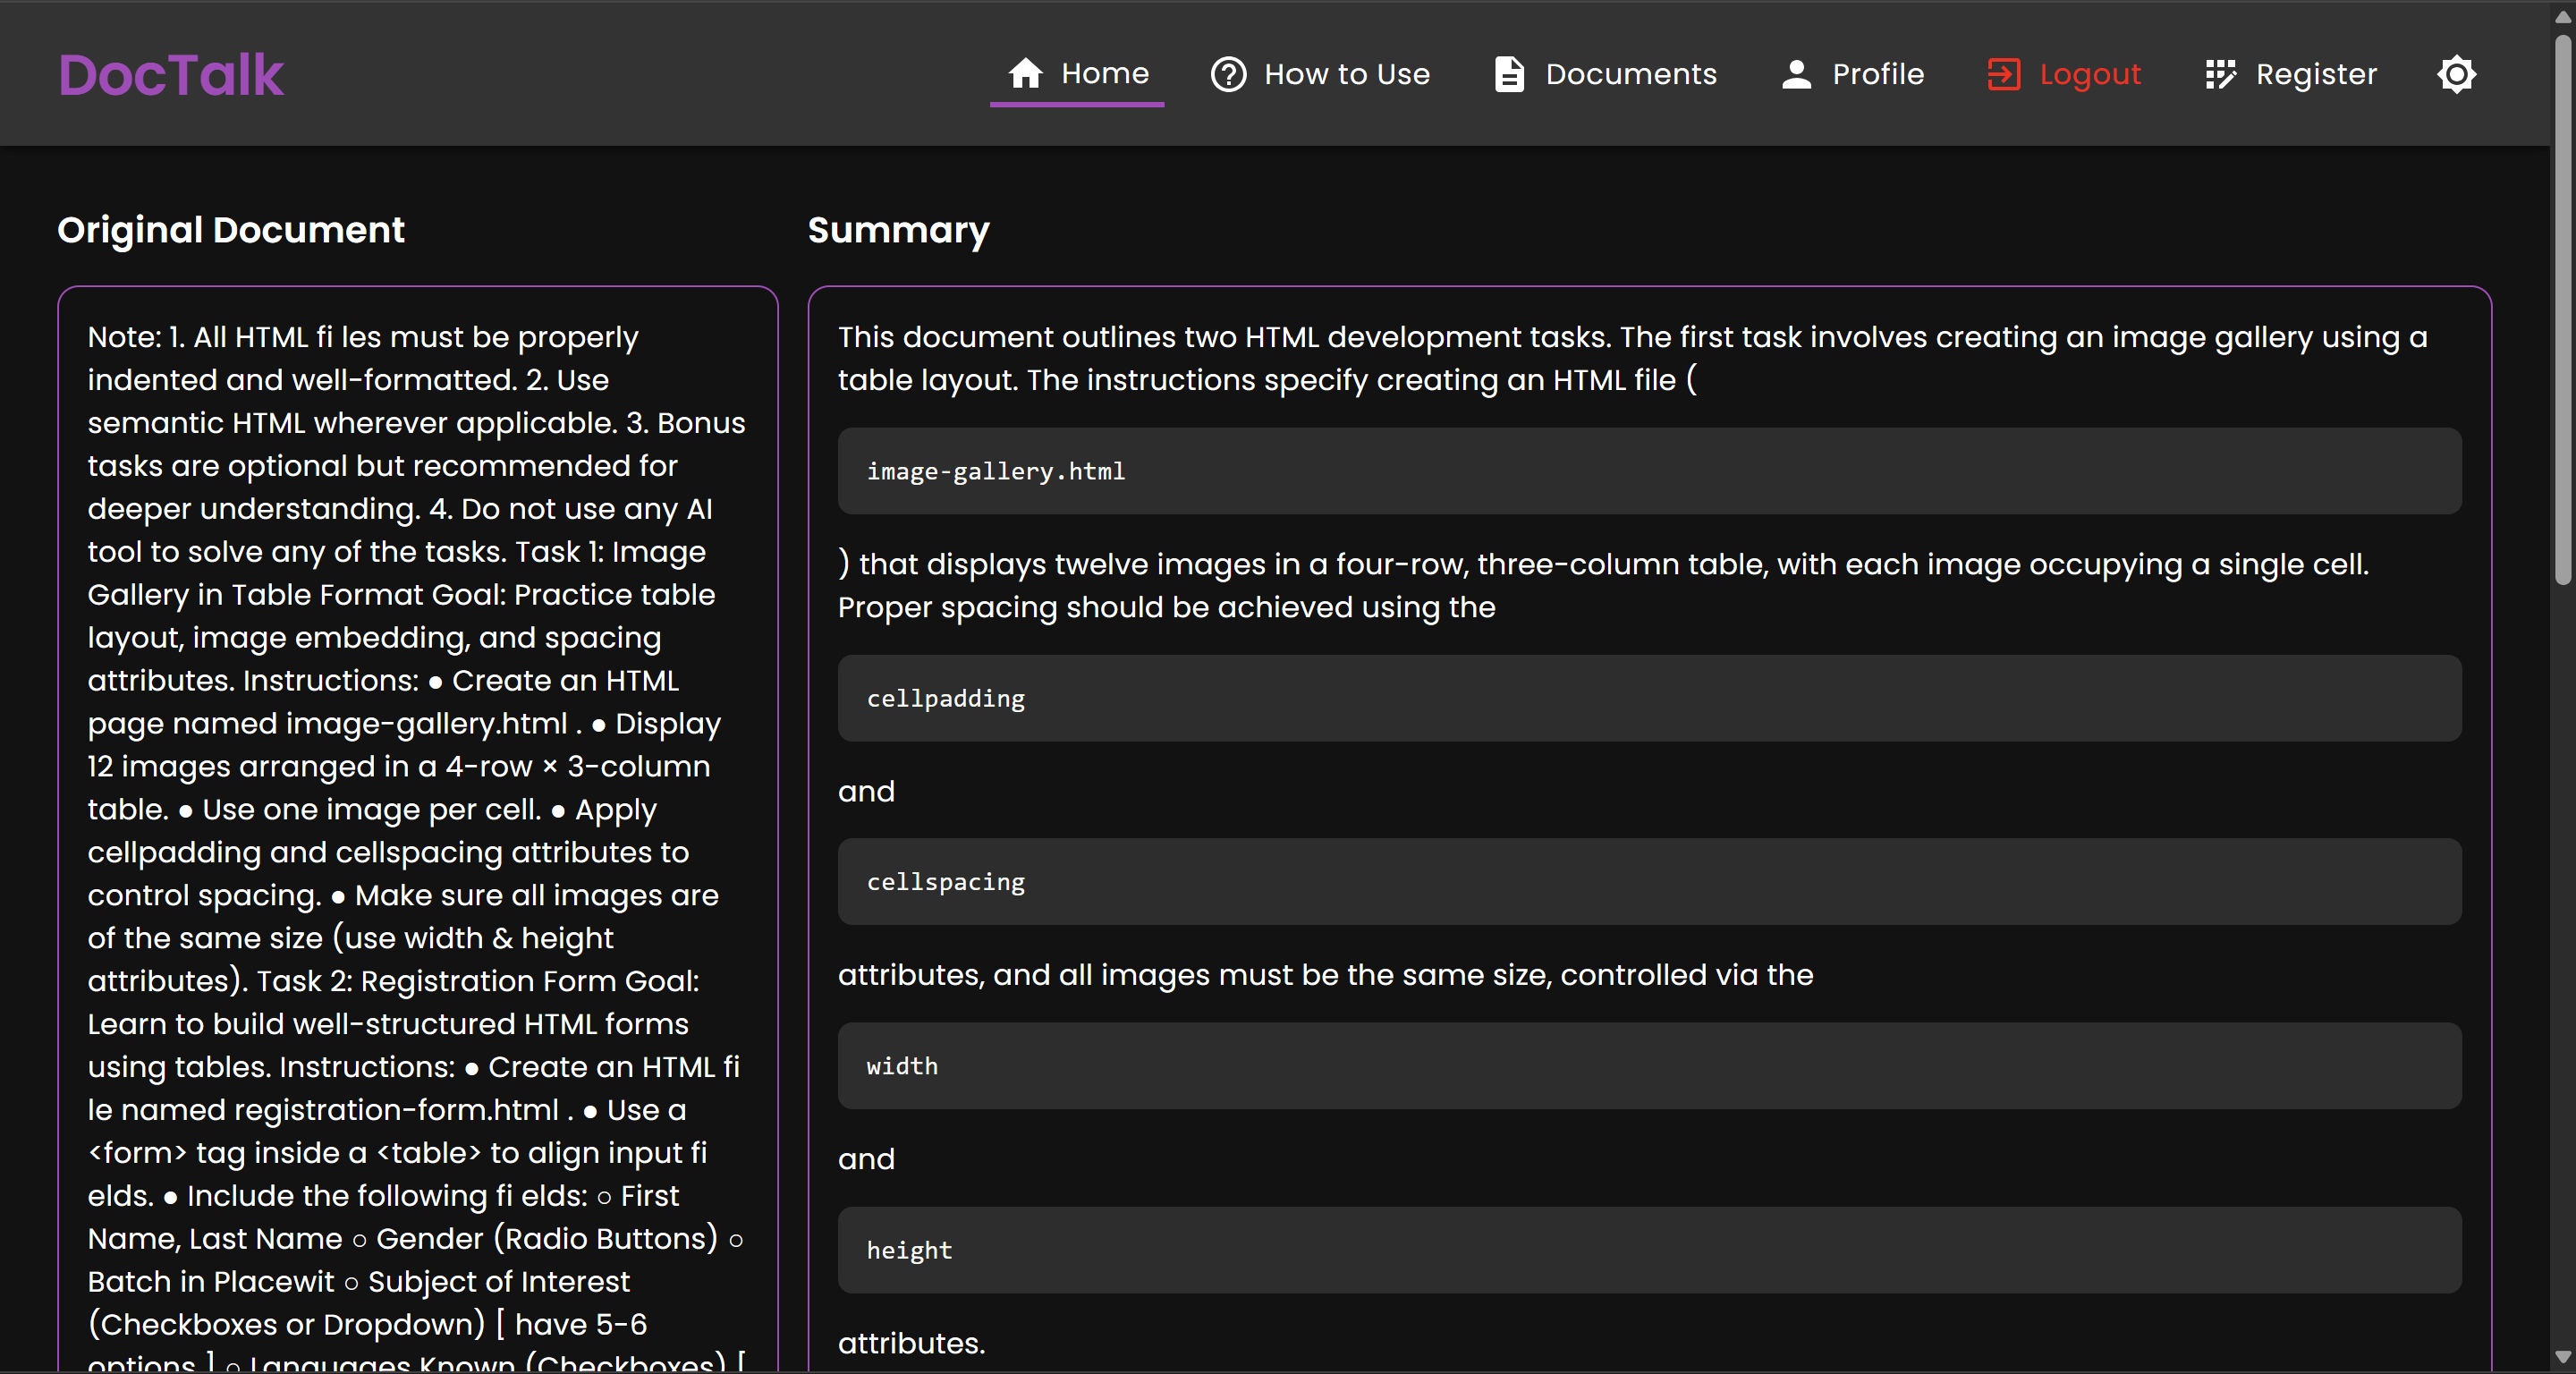 DocTalk
Home
How to Use
Documents
Profile
Logout
Register
Original Document
Note: 1. All HTML fi les must be properly
indented and well-formatted. 2. Use
semantic HTML wherever applicable. 3. Bonus
tasks are optional but recommended for
deeper understanding. 4. Do not use any AI
tool to solve any of the tasks. Task 1: Image
Gallery in Table Format Goal: Practice table
layout, image embedding, and spacing
attributes. Instructions: ● Create an HTML
page named image-gallery.html . ● Display
12 images arranged in a 4-row × 3-column
table. ● Use one image per cell. ● Apply
cellpadding and cellspacing attributes to
control spacing. ● Make sure all images are
of the same size (use width & height
attributes). Task 2: Registration Form Goal:
Learn to build well-structured HTML forms
using tables. Instructions: ● Create an HTML fi
le named registration-form.html . ● Use a
<form> tag inside a <table> to align input fi
elds. ● Include the following fi elds: ○ First
Name, Last Name ○ Gender (Radio Buttons) ○
Batch in Placewit ○ Subject of Interest
(Checkboxes or Dropdown) [ have 5-6
options ] ○ Languages Known (Checkboxes) [
Summary
This document outlines two HTML development tasks. The first task involves creating an image gallery using a
table layout. The instructions specify creating an HTML file (
image-gallery.html
) that displays twelve images in a four-row, three-column table, with each image occupying a single cell.
Proper spacing should be achieved using the
cellpadding
and
cellspacing
attributes, and all images must be the same size, controlled via the
width
and
height
attributes.